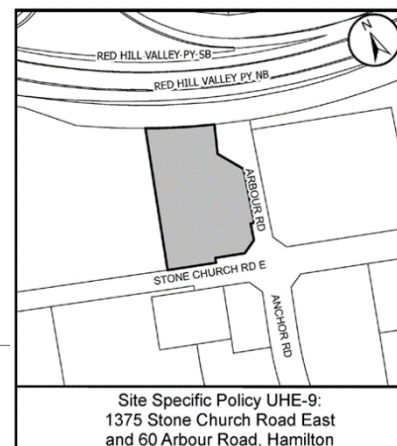 N
RED HILL VALLEY PY SB
RED HILL VALLEY PY NB
ARBOUR RD
STONE CHURCH RD E
ANCHOR RD
Site Specific Policy UHE-9:
1375 Stone Church Road East
and 60 Arbour Road, Hamilton